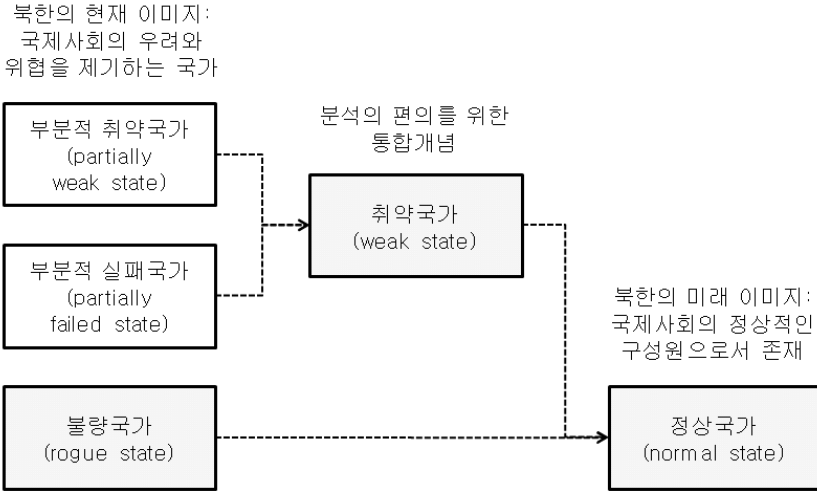 북한의 현재 이미지:
국제사회의 우려와
위협을 제기하는 국가
부분적 취약국가
(partially
weak state)
분석의 편의를 위한
통합개념
취약국가
(weak state)
부분적 실패국가
(partially
failed state)
북한의 미래 이미지:
국제사회의 정상적인
구성원으로서 존재
불량국가
(rogue state)
정상국가
(normal state)